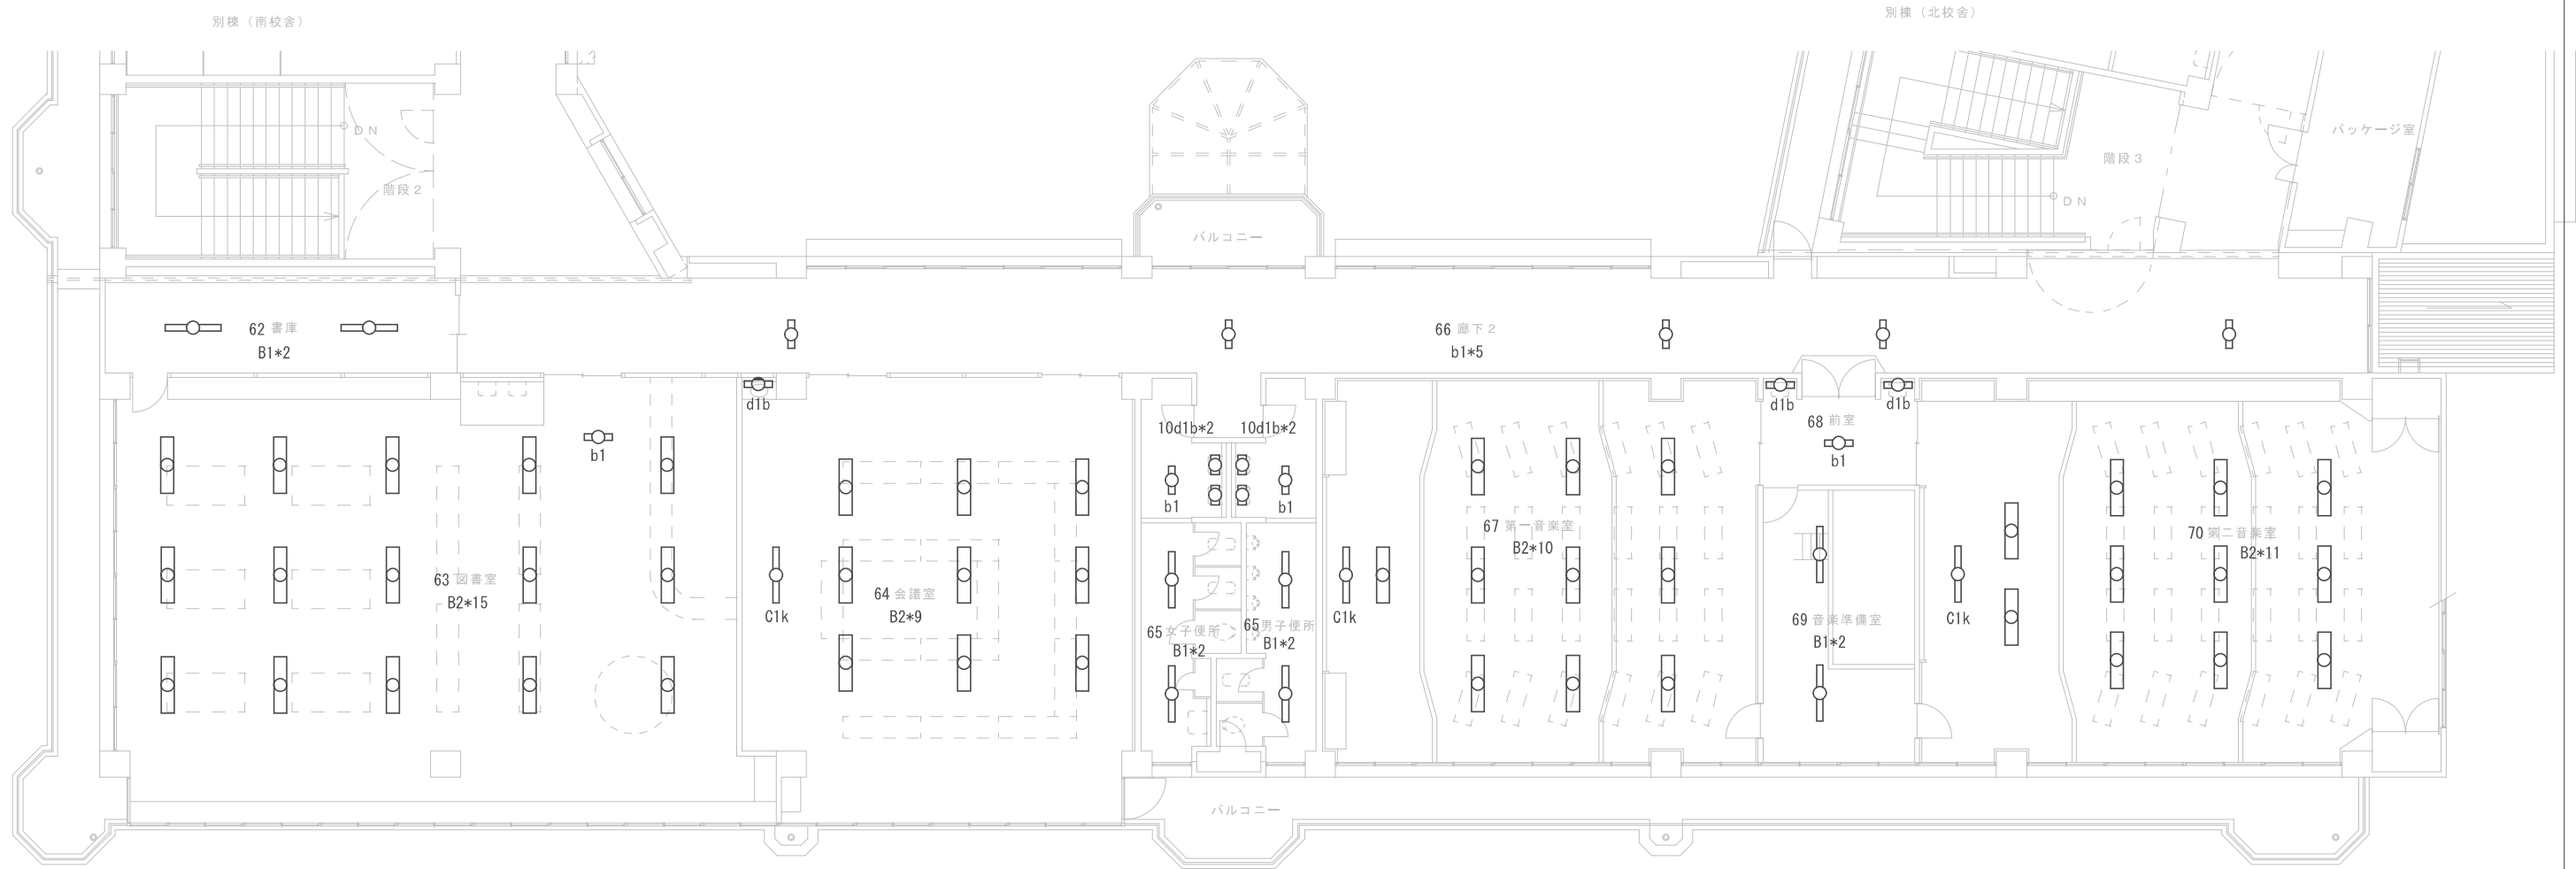 別棟（南校舎）
別棟（北校舎）
DN
階段２
パッケージ室
階段３
DN
バルコニー
62 書庫
B1*2
66 廊下２
b1*5
d1b
d1b
d1b
10d1b*2
10d1b*2
68 前室
b1
b1
b1
b1
67 第一音楽室
B2*10
70 第二音楽室
B2*11
63 図書室
B2*15
64 会議室
B2*9
C1k
C1k
C1k
65 女子便所
B1*2
65 男子便所
B1*2
69 音楽準備室
B1*2
バルコニー